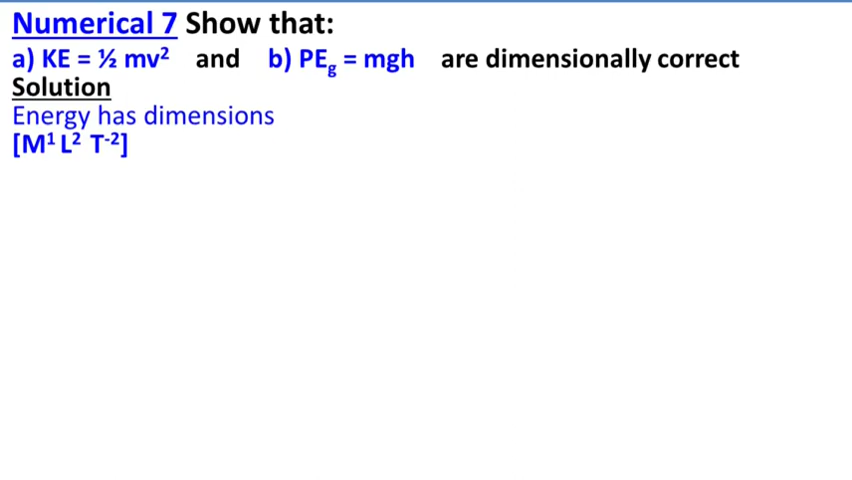 Numerical 7 Show that:
a) KE = ½ mv² and b) PEg = mgh are dimensionally correct
Solution
Energy has dimensions
[M¹ L² T⁻²]